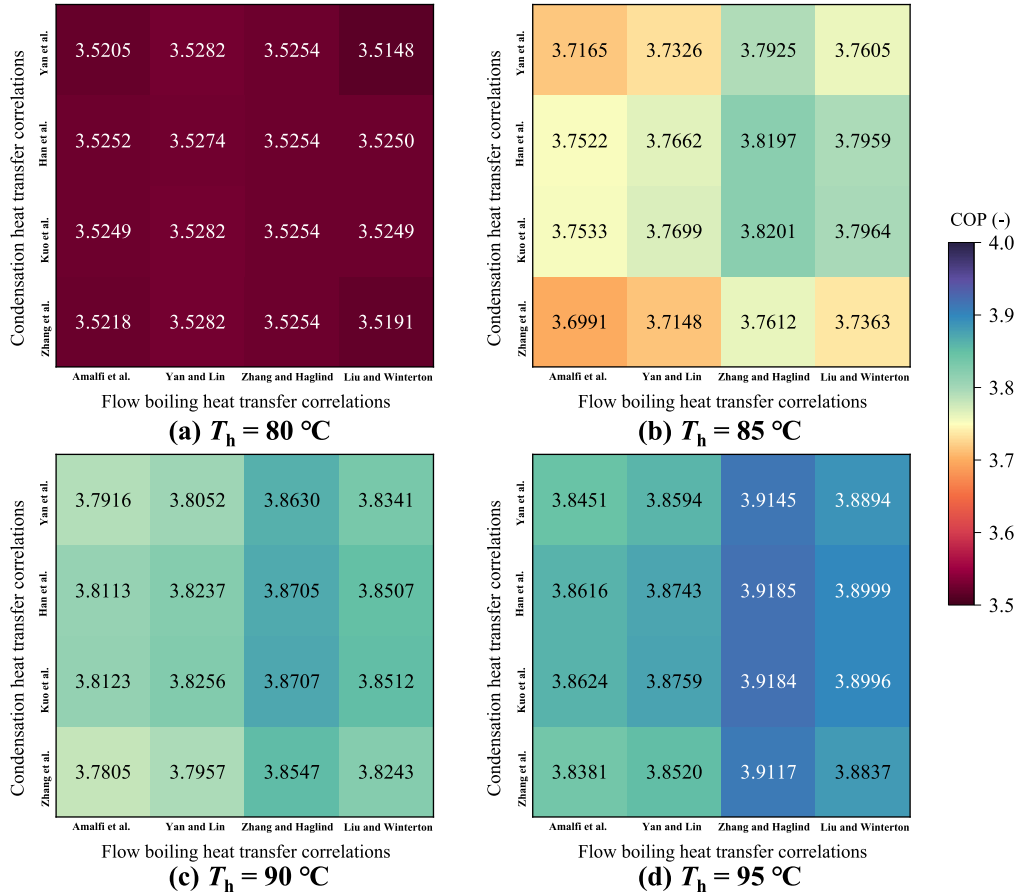 Condensation heat transfer correlations
Yan et al.
Han et al.
Kuo et al.
Zhang et al.
3.5205 3.5282 3.5254 3.5148
3.5252 3.5274 3.5254 3.5250
3.5249 3.5282 3.5254 3.5249
3.5218 3.5282 3.5254 3.5191
Amalfi et al. Yan and Lin Zhang and Haglind Liu and Winterton
Flow boiling heat transfer correlations
(a) Th = 80 °C
Condensation heat transfer correlations
Yan et al.
Han et al.
Kuo et al.
Zhang et al.
3.7165 3.7326 3.7925 3.7605
3.7522 3.7662 3.8197 3.7959
3.7533 3.7699 3.8201 3.7964
3.6991 3.7148 3.7612 3.7363
Amalfi et al. Yan and Lin Zhang and Haglind Liu and Winterton
Flow boiling heat transfer correlations
(b) Th = 85 °C
COP (-)
4.0
3.9
3.8
3.7
3.6
3.5
Condensation heat transfer correlations
Yan et al.
Han et al.
Kuo et al.
Zhang et al.
3.7916 3.8052 3.8630 3.8341
3.8113 3.8237 3.8705 3.8507
3.8123 3.8256 3.8707 3.8512
3.7805 3.7957 3.8547 3.8243
Amalfi et al. Yan and Lin Zhang and Haglind Liu and Winterton
Flow boiling heat transfer correlations
(c) Th = 90 °C
Condensation heat transfer correlations
Yan et al.
Han et al.
Kuo et al.
Zhang et al.
3.8451 3.8594 3.9145 3.8894
3.8616 3.8743 3.9185 3.8999
3.8624 3.8759 3.9184 3.8996
3.8381 3.8520 3.9117 3.8837
Amalfi et al. Yan and Lin Zhang and Haglind Liu and Winterton
Flow boiling heat transfer correlations
(d) Th = 95 °C